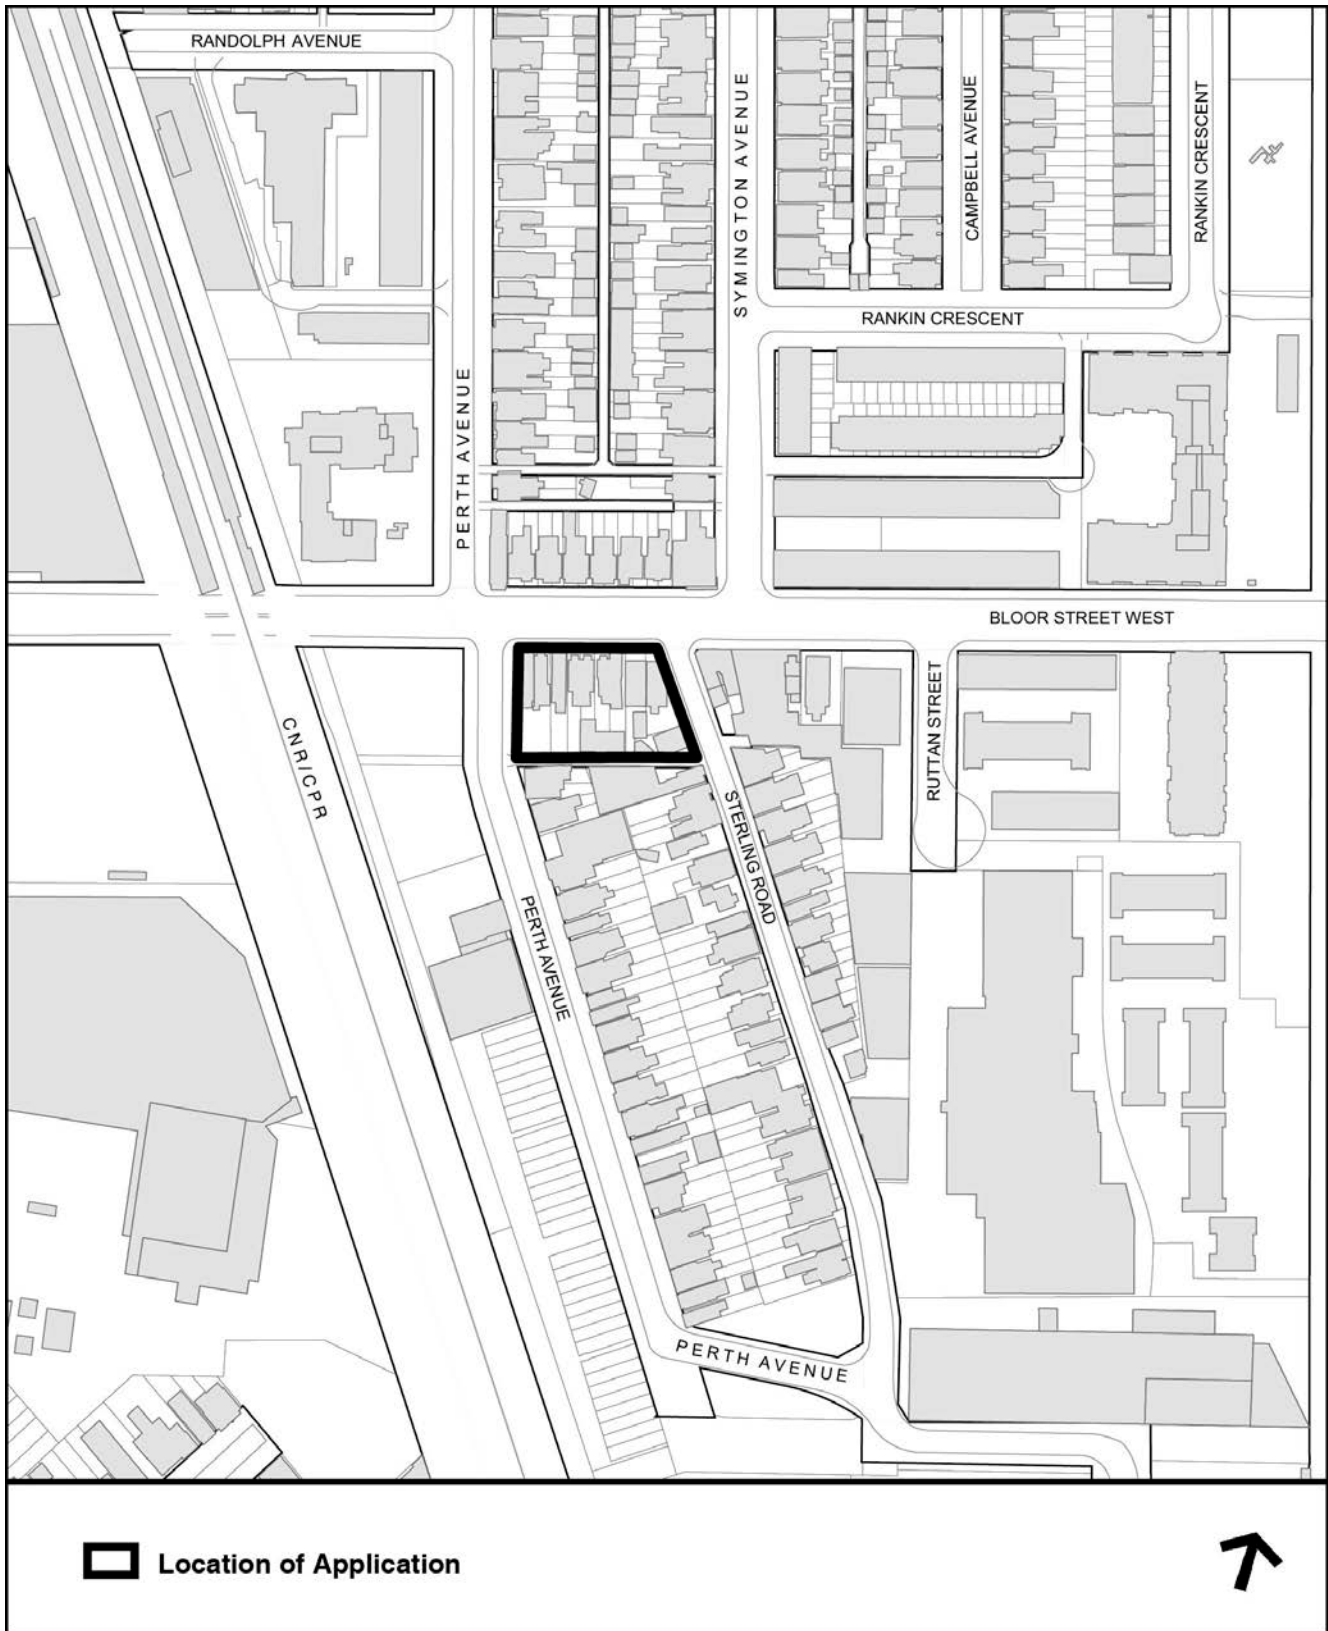 RANDOLPH AVENUE
SYMINGTON AVENUE
CAMPBELL AVENUE
RANKIN CRESCENT
RANKIN CRESCENT
PERTH AVENUE
BLOOR STREET WEST
RUTTAN STREET
CNR/CPR
STERLING ROAD
PERTH AVENUE
PERTH AVENUE
Location of Application